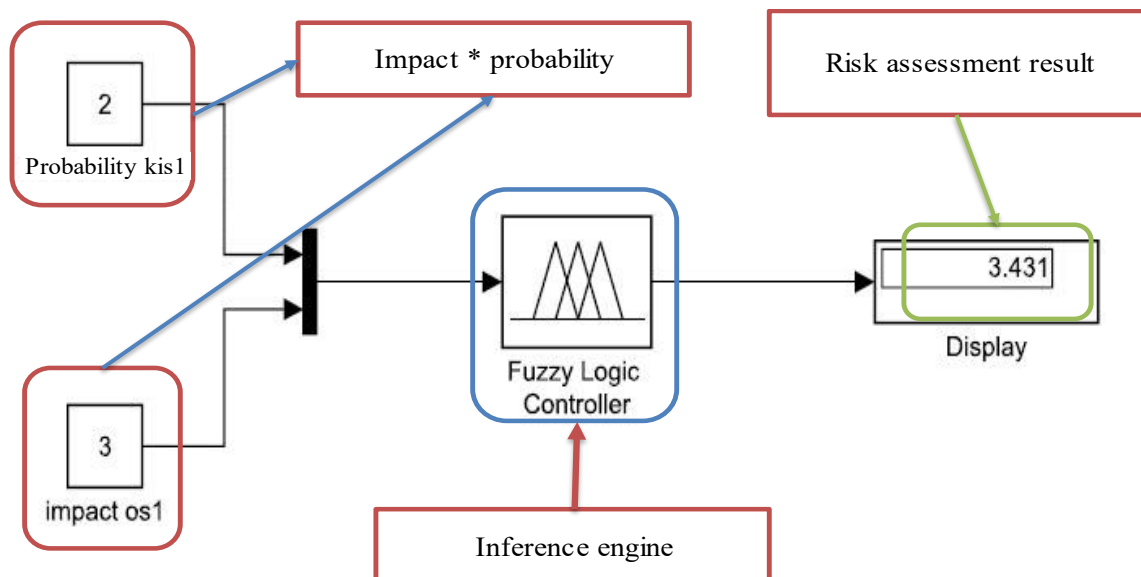 Impact * probability
Risk assessment result
2
Probability kis1
3.431
Display
Fuzzy Logic
Controller
3
impact os1
Inference engine